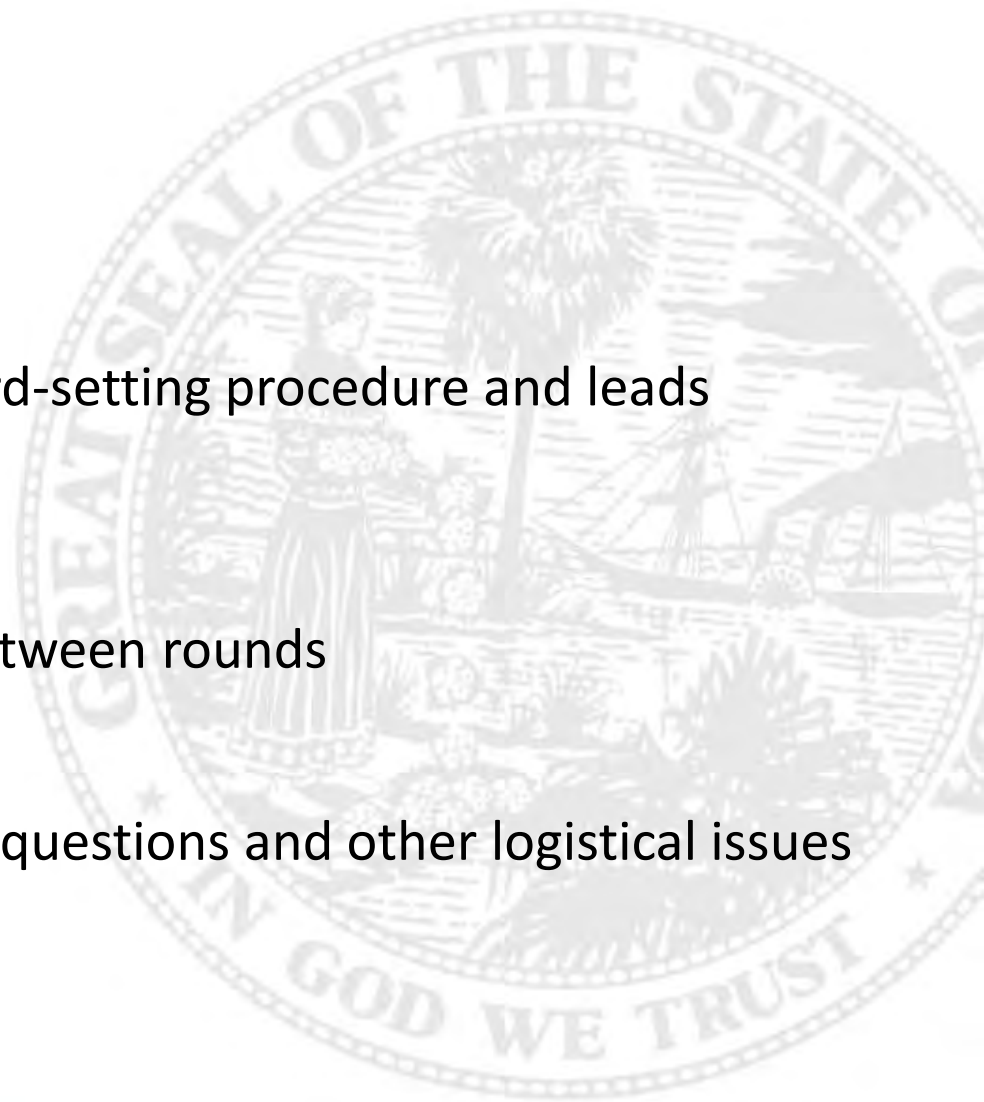 GREAT SEAL OF THE STATE O
rd-setting procedure and leads
tween rounds
questions and other logistical issues
IN GOD WE TRUST